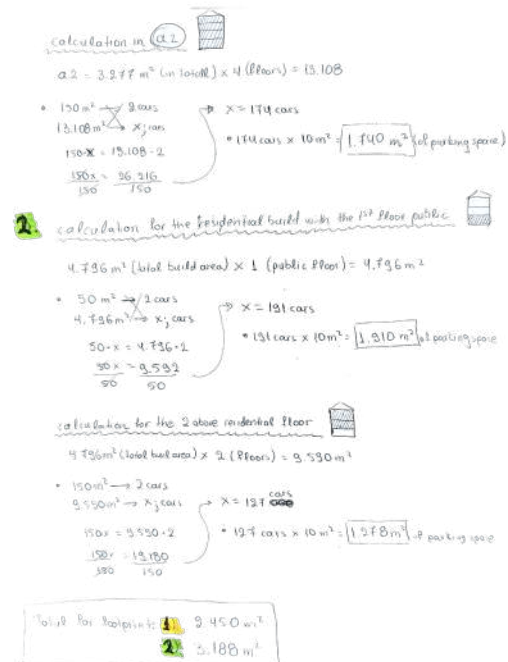 calculation in a2
a2 = 3.277 m² (in total) x 4 (floors) = 13.108
• 150 m² → 2 cars
13.108 m² → x; cars
150·x = 13.108·2
150x = 26.216
150 150
→ x = 174 cars
• 174 cars x 10 m² = 1.740 m² (of parking space)
2. calculation for the residential build with the 1st floor public
4.796 m² (total build area) x 1 (public floor) = 4.796 m²
• 50 m² → 2 cars
4.796 m² → x; cars
50·x = 4.796·2
50x = 9.592
50 50
→ x = 191 cars
• 191 cars x 10 m² = 1.910 m² of parking space
calculation for the 2 above residential floor
4 796 m² (total build area) x 2 (floors) = 9.590 m²
• 150 m² → 2 cars
9.590 m² → x; cars
150x = 9.590·2
150x = 19.180
150 150
→ x = 127 cars
• 127 cars x 10 m² = 1.278 m² of parking space
Total for footprint: 1. 2.450 m²
2. 3.188 m²